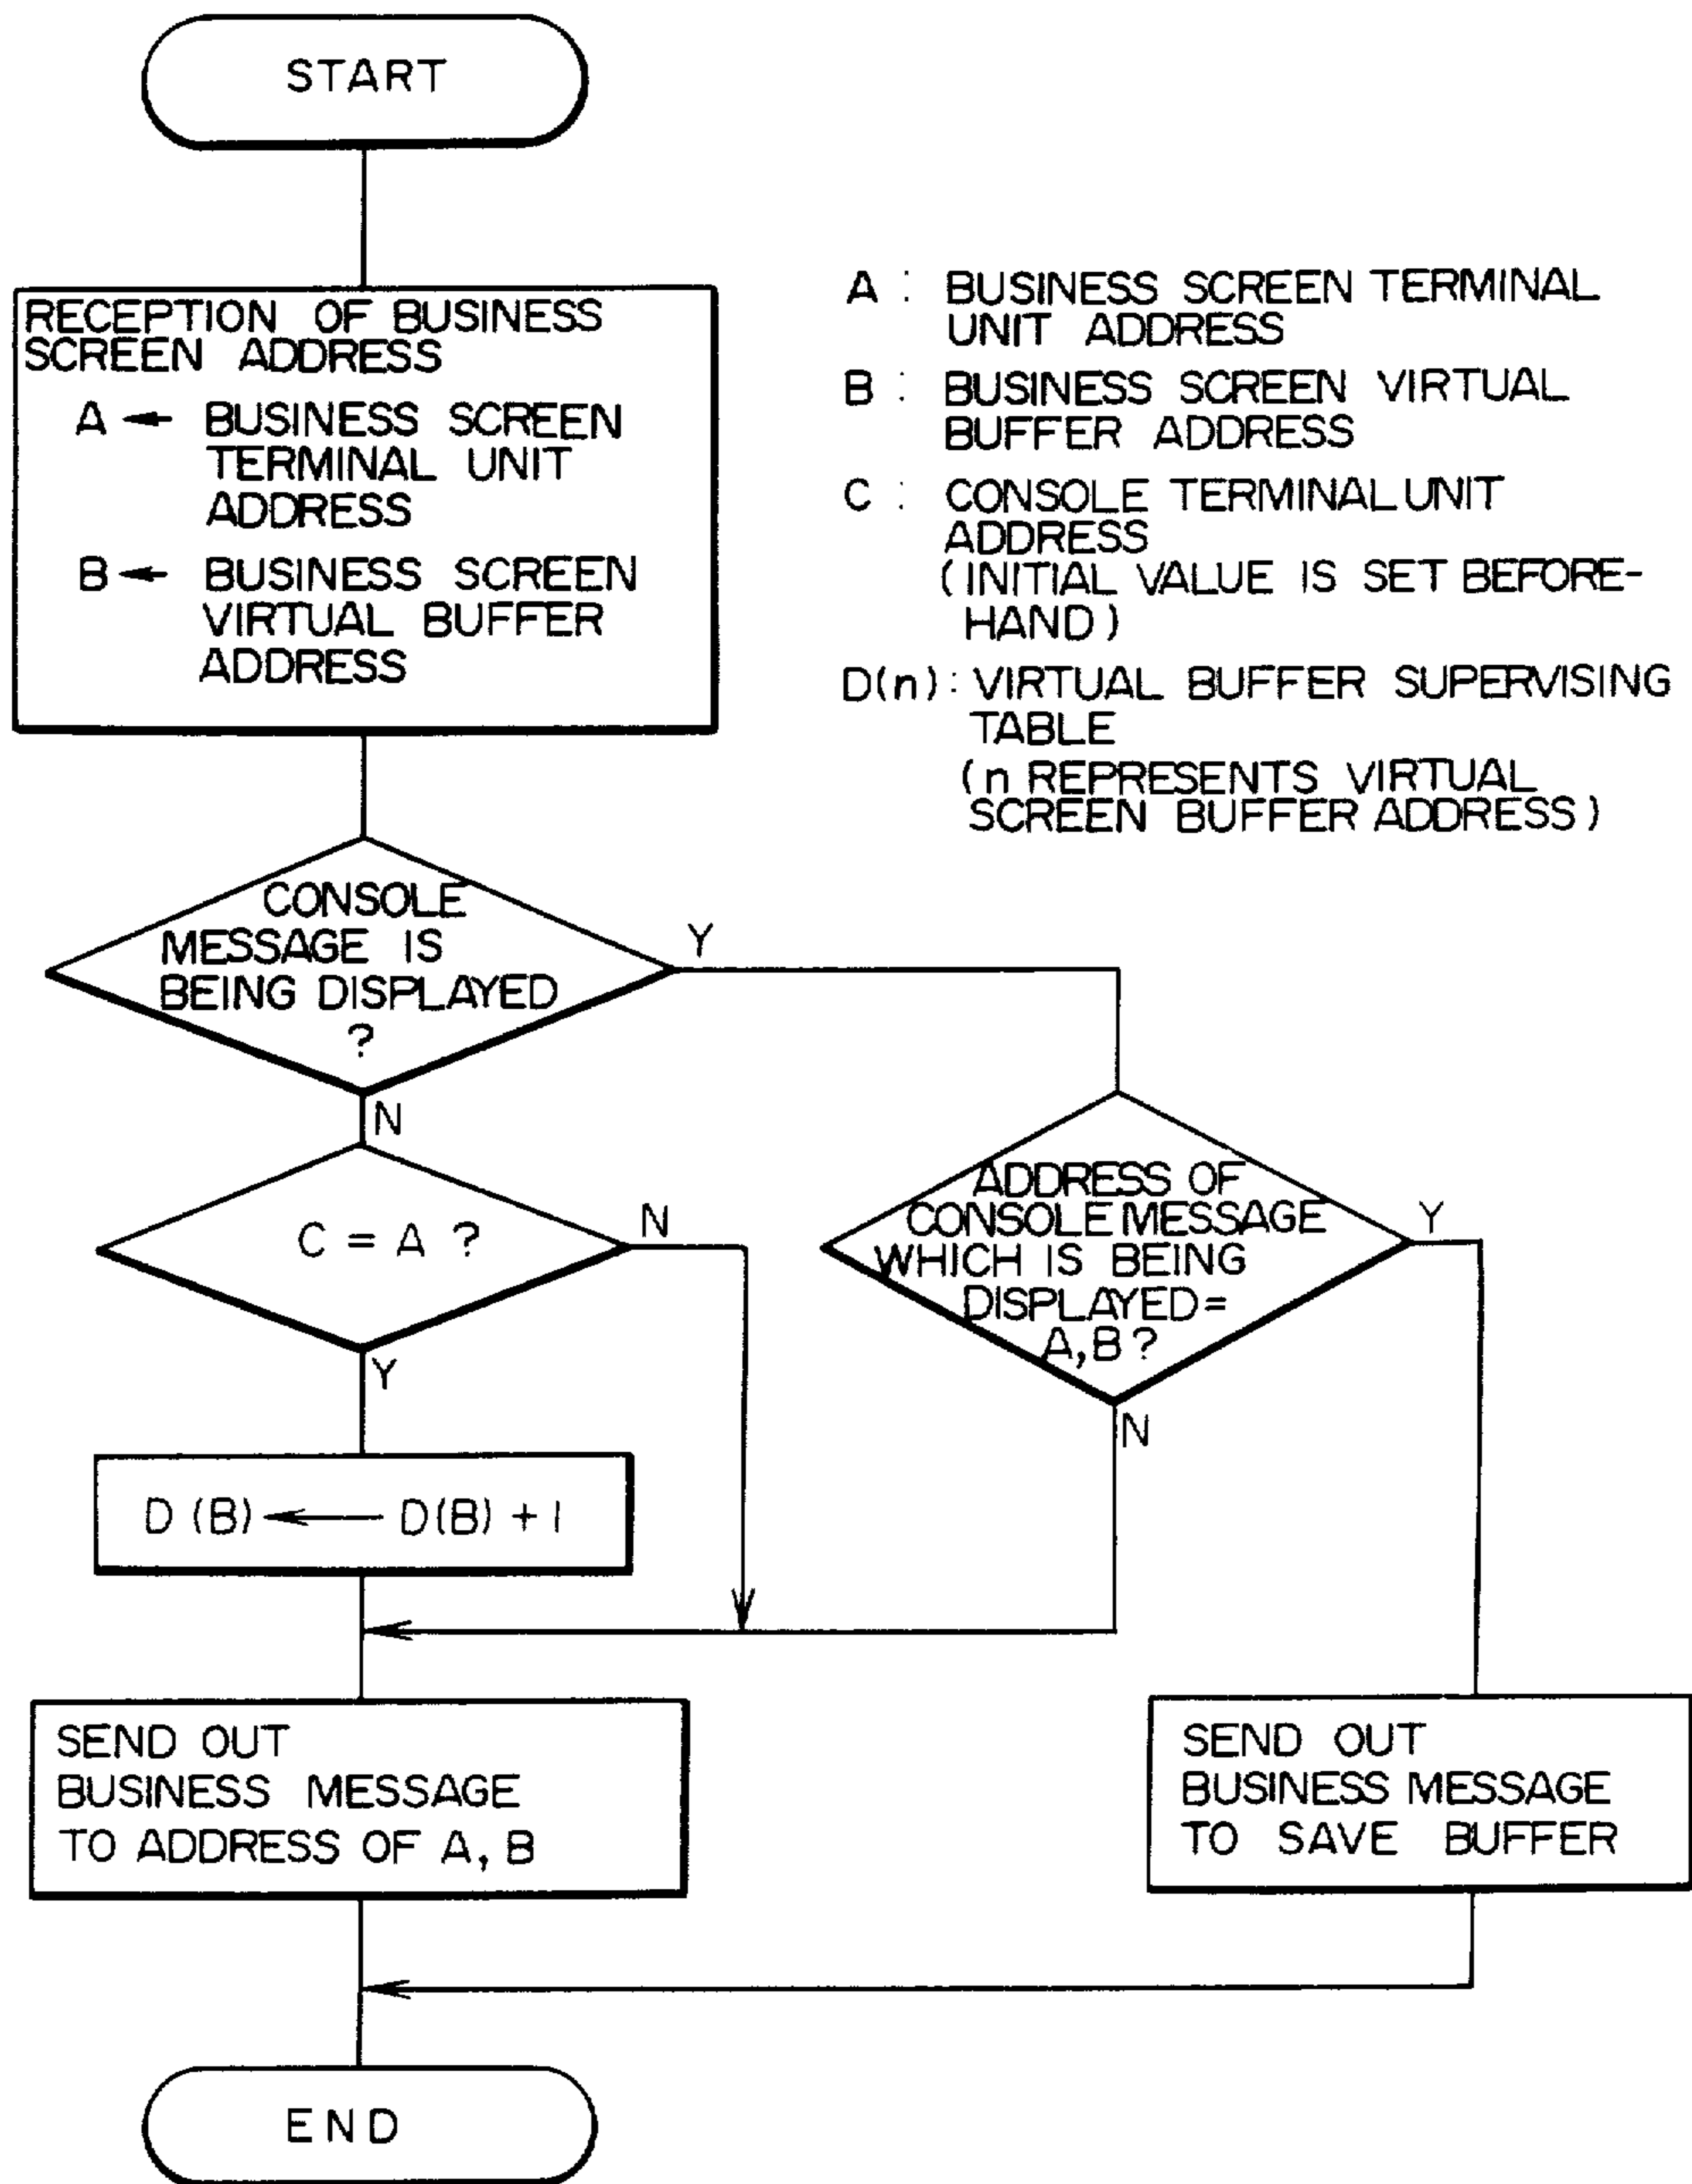 START
RECEPTION OF BUSINESS
SCREEN ADDRESS
A ← BUSINESS SCREEN
TERMINAL UNIT
ADDRESS
B ← BUSINESS SCREEN
VIRTUAL BUFFER
ADDRESS
A : BUSINESS SCREEN TERMINAL
UNIT ADDRESS
B : BUSINESS SCREEN VIRTUAL
BUFFER ADDRESS
C : CONSOLE TERMINAL UNIT
ADDRESS
(INITIAL VALUE IS SET BEFORE-
HAND)
D(n) : VIRTUAL BUFFER SUPERVISING
TABLE
(n REPRESENTS VIRTUAL
SCREEN BUFFER ADDRESS)
CONSOLE
MESSAGE IS
BEING DISPLAYED
?
Y
N
C = A ?
N
Y
ADDRESS OF
CONSOLE MESSAGE
WHICH IS BEING
DISPLAYED =
A, B ?
Y
N
D (B) ← D(B) + 1
SEND OUT
BUSINESS MESSAGE
TO ADDRESS OF A, B
SEND OUT
BUSINESS MESSAGE
TO SAVE BUFFER
END